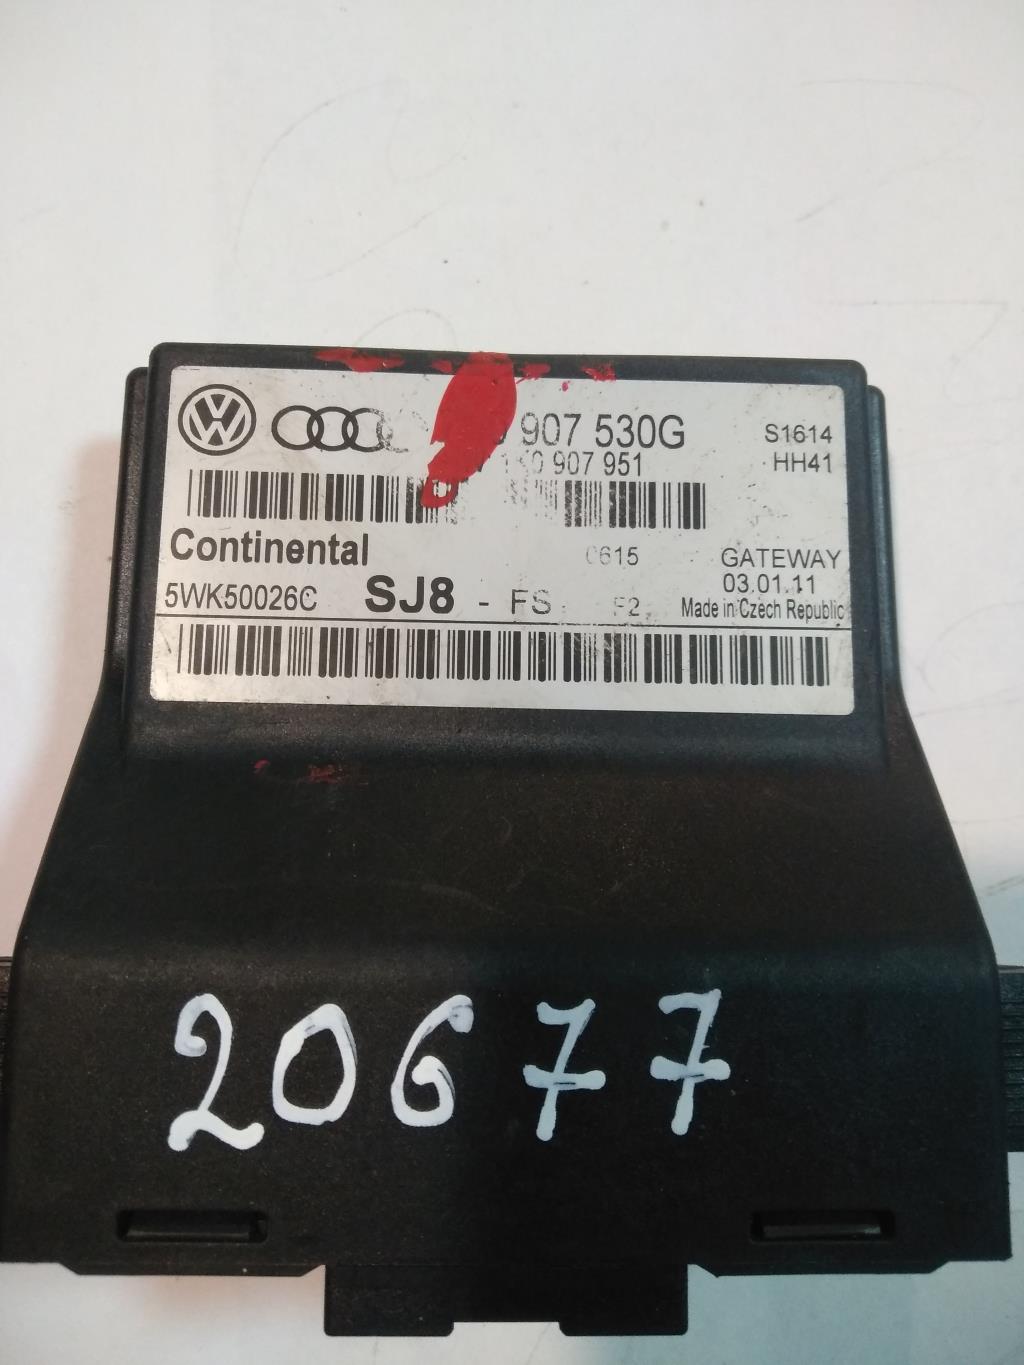 907 530G
S1614
907 951
HH41
Continental
0615
GATEWAY
03.01.11
5WK50026C SJ8 - FS F2
Made in Czech Republic
20677